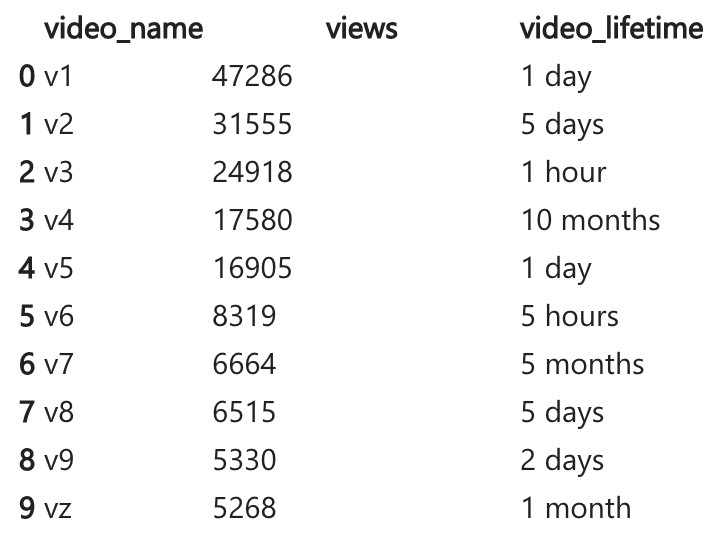 video_name views video_lifetime
0 v1 47286 1 day
1 v2 31555 5 days
2 v3 24918 1 hour
3 v4 17580 10 months
4 v5 16905 1 day
5 v6 8319 5 hours
6 v7 6664 5 months
7 v8 6515 5 days
8 v9 5330 2 days
9 vz 5268 1 month